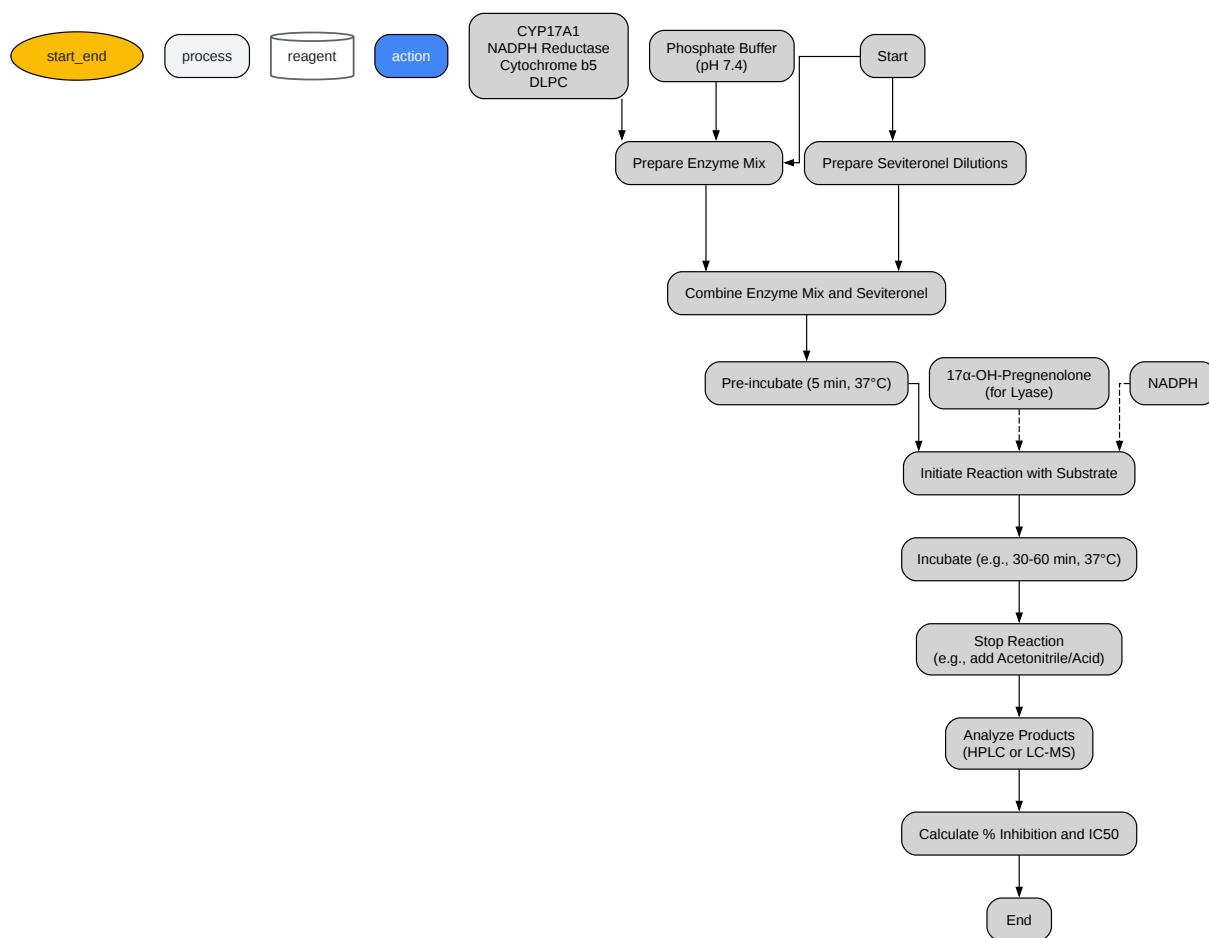 start_end
process
reagent
action
CYP17A1
NADPH Reductase
Cytochrome b5
DLPC
Phosphate Buffer
(pH 7.4)
Start
Prepare Enzyme Mix
Prepare Seviteronel Dilutions
Combine Enzyme Mix and Seviteronel
Pre-incubate (5 min, 37°C)
17α-OH-Pregnenolone
(for Lyase)
NADPH
Initiate Reaction with Substrate
Incubate (e.g., 30-60 min, 37°C)
Stop Reaction
(e.g., add Acetonitrile/Acid)
Analyze Products
(HPLC or LC-MS)
Calculate % Inhibition and IC50
End